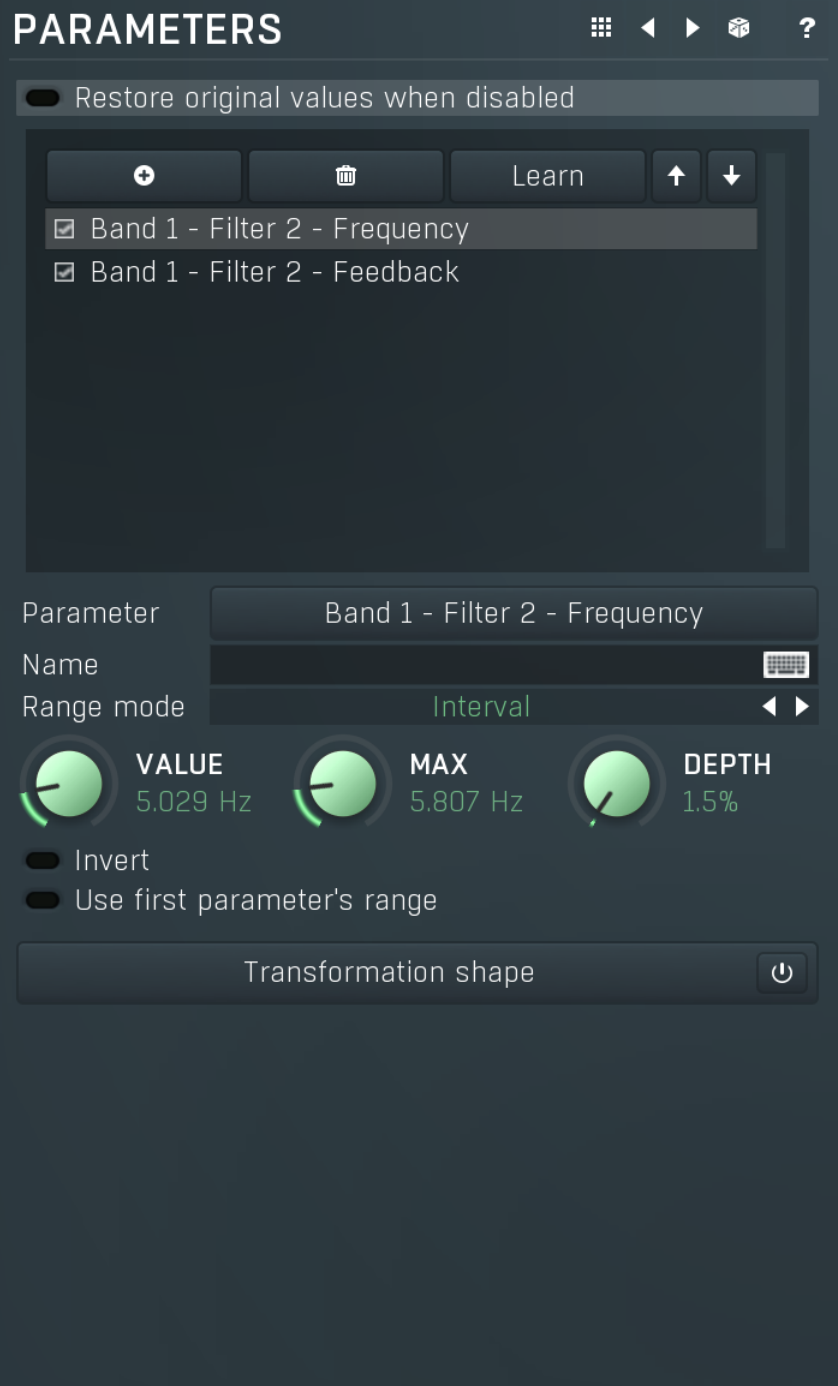 PARAMETERS ?
Restore original values when disabled
Learn
Band 1 - Filter 2 - Frequency
Band 1 - Filter 2 - Feedback
Parameter Band 1 - Filter 2 - Frequency
Name
Range mode Interval
VALUE MAX DEPTH
5.029 Hz 5.807 Hz 1.5%
Invert
Use first parameter's range
Transformation shape